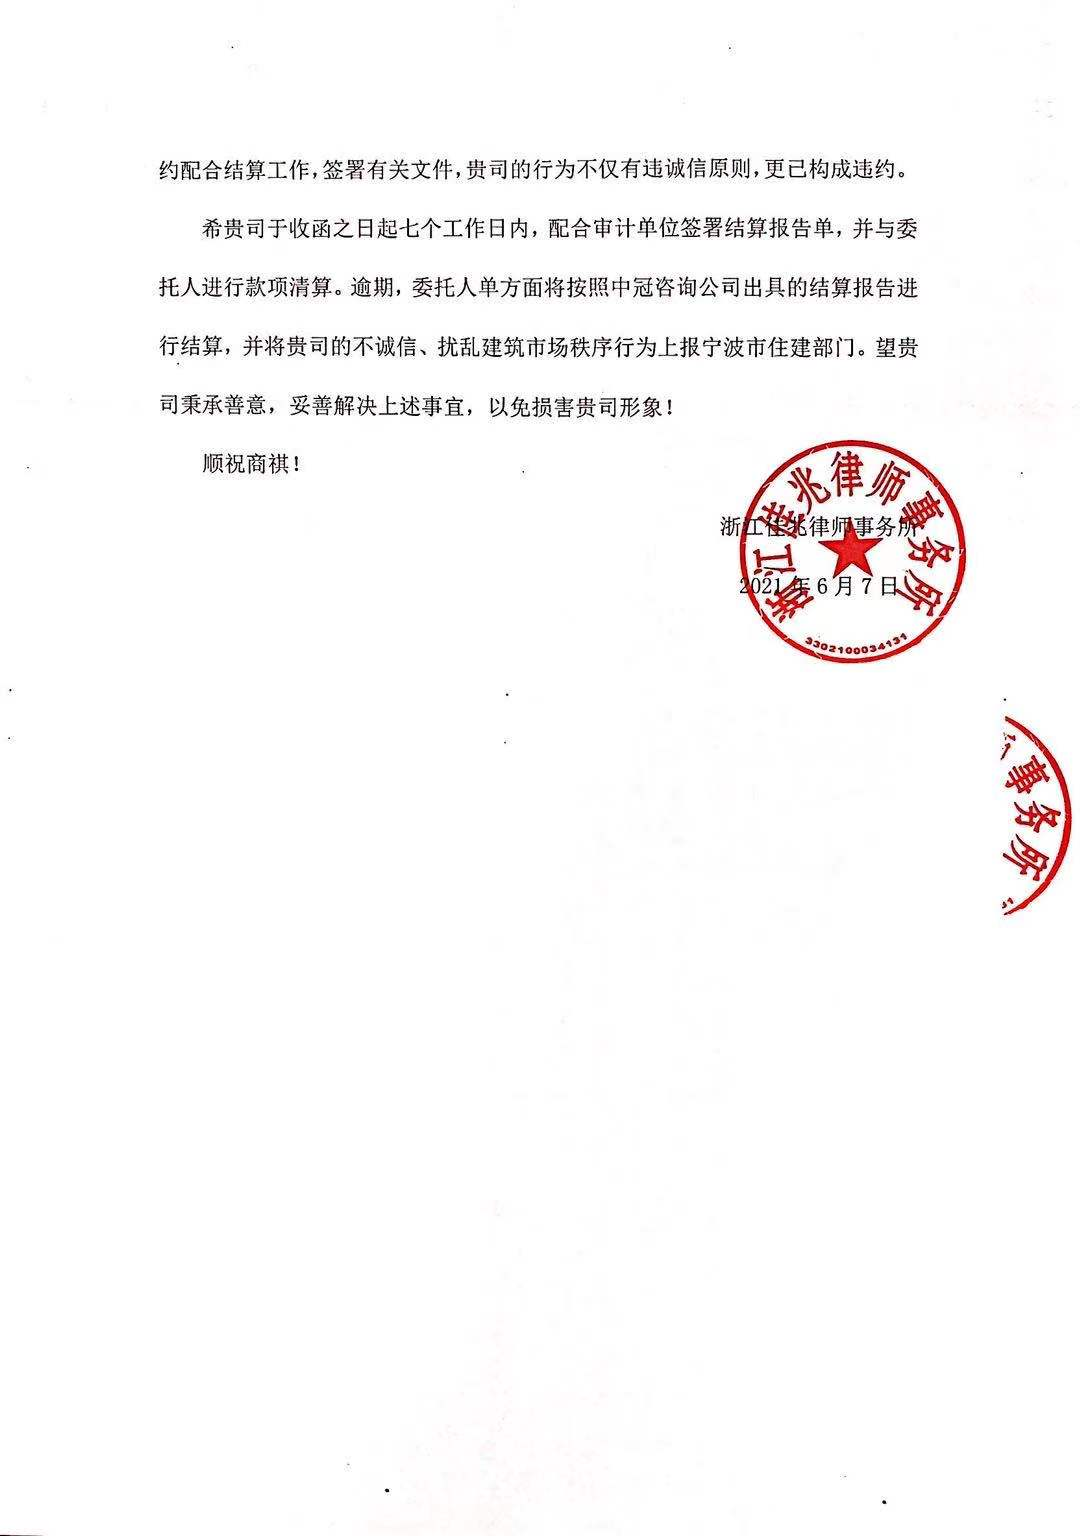 约配合结算工作，签署有关文件，贵司的行为不仅有违诚信原则，更已构成违约。
希贵司于收函之日起七个工作日内，配合审计单位签署结算报告单，并与委
托人进行款项清算。逾期，委托人单方面将按照中冠咨询公司出具的结算报告进
行结算，并将贵司的不诚信、扰乱建筑市场秩序行为上报宁波市住建部门。望贵
司秉承善意，妥善解决上述事宜，以免损害贵司形象！
顺祝商祺！
浙江佳兆律师事务所
2021年6月7日
浙江佳兆律师事务所
3302100034131
事务所